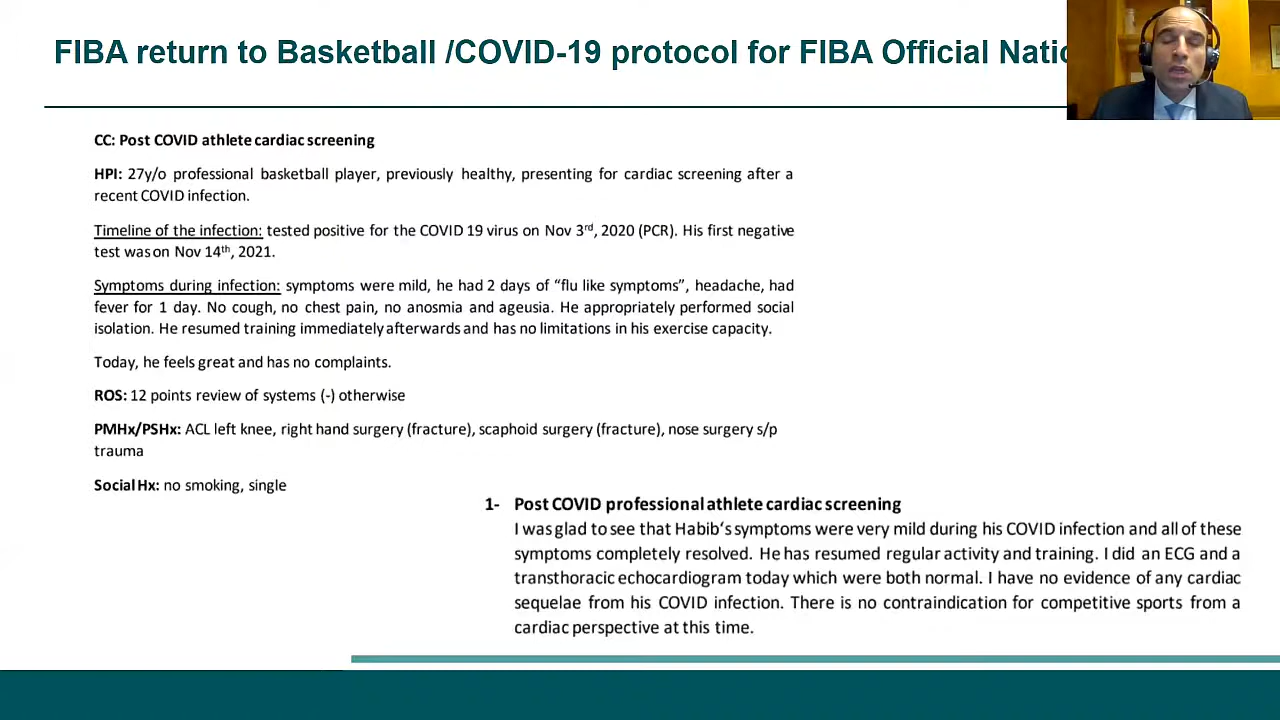 FIBA return to Basketball /COVID-19 protocol for FIBA Official Natio
CC: Post COVID athlete cardiac screening
HPI: 27y/o professional basketball player, previously healthy, presenting for cardiac screening after a
recent COVID infection.
Timeline of the infection: tested positive for the COVID 19 virus on Nov 3rd, 2020 (PCR). His first negative
test was on Nov 14th, 2021.
Symptoms during infection: symptoms were mild, he had 2 days of “flu like symptoms”, headache, had
fever for 1 day. No cough, no chest pain, no anosmia and ageusia. He appropriately performed social
isolation. He resumed training immediately afterwards and has no limitations in his exercise capacity.
Today, he feels great and has no complaints.
ROS: 12 points review of systems (-) otherwise
PMHx/PSHx: ACL left knee, right hand surgery (fracture), scaphoid surgery (fracture), nose surgery s/p
trauma
Social Hx: no smoking, single
1- Post COVID professional athlete cardiac screening
I was glad to see that Habib‘s symptoms were very mild during his COVID infection and all of these
symptoms completely resolved. He has resumed regular activity and training. I did an ECG and a
transthoracic echocardiogram today which were both normal. I have no evidence of any cardiac
sequelae from his COVID infection. There is no contraindication for competitive sports from a
cardiac perspective at this time.